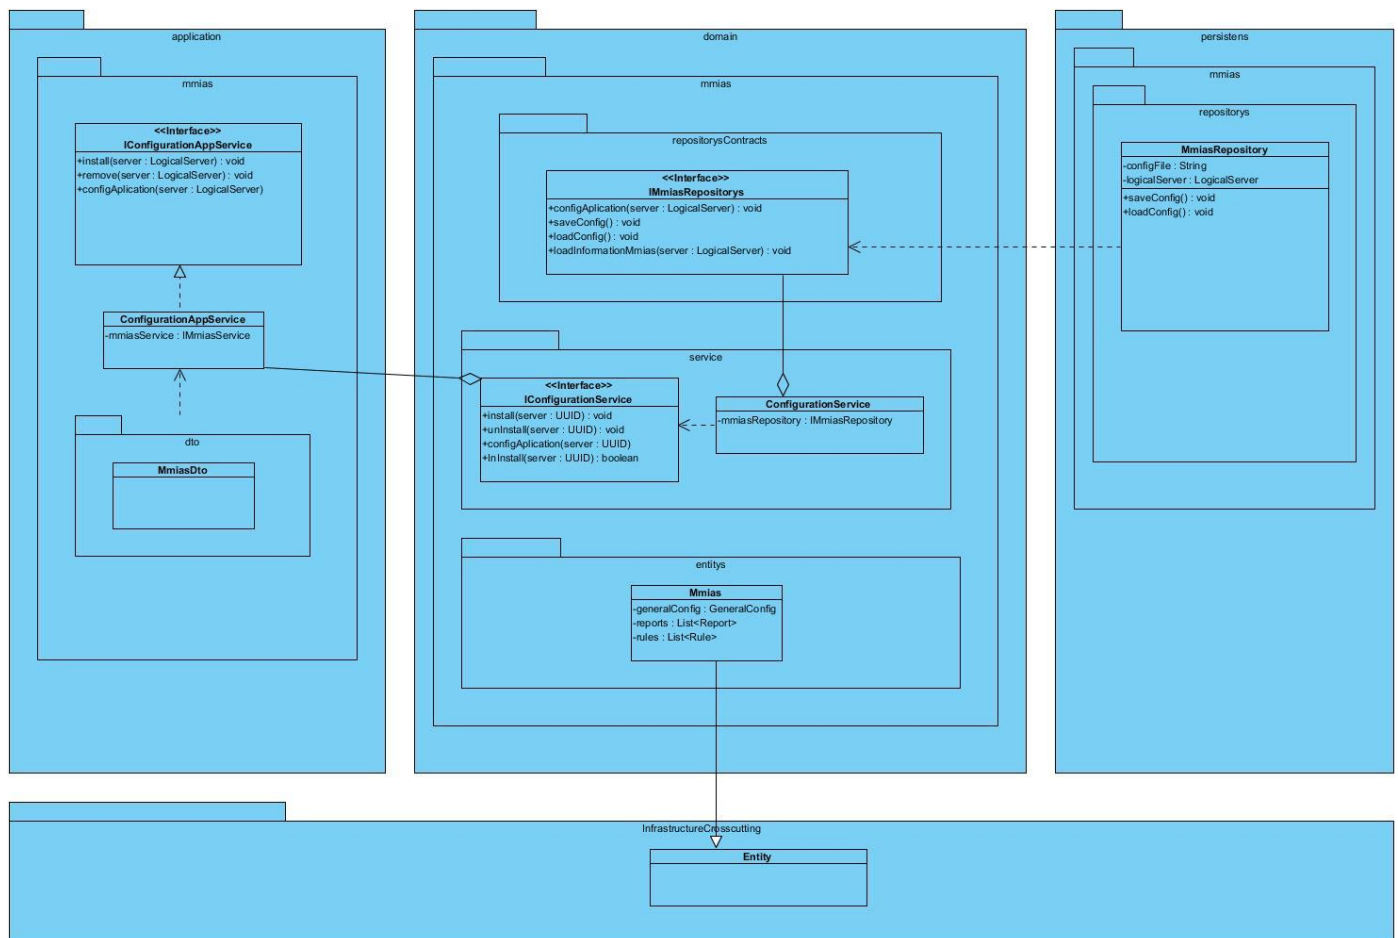 application
mmias
<<Interface>>
IConfigurationAppService
+install(server : LogicalServer) : void
+remove(server : LogicalServer) : void
+configAplication(server : LogicalServer)
ConfigurationAppService
-mmiasService : IMmiasService
dto
MmiasDto
domain
mmias
repositorysContracts
<<Interface>>
IMmiasRepositorys
+configAplication(server : LogicalServer) : void
+saveConfig() : void
+loadConfig() : void
+loadInformationMmias(server : LogicalServer) : void
service
<<Interface>>
IConfigurationService
+install(server : UUID) : void
+unInstall(server : UUID) : void
+configAplication(server : UUID)
+InInstall(server : UUID) : boolean
ConfigurationService
-mmiasRepository : IMmiasRepository
entitys
Mmias
-generalConfig : GeneralConfig
-reports : List<Report>
-rules : List<Rule>
persistens
mmias
repositorys
MmiasRepository
-configFile : String
-logicalServer : LogicalServer
+saveConfig() : void
+loadConfig() : void
InfrastructureCrosscutting
Entity